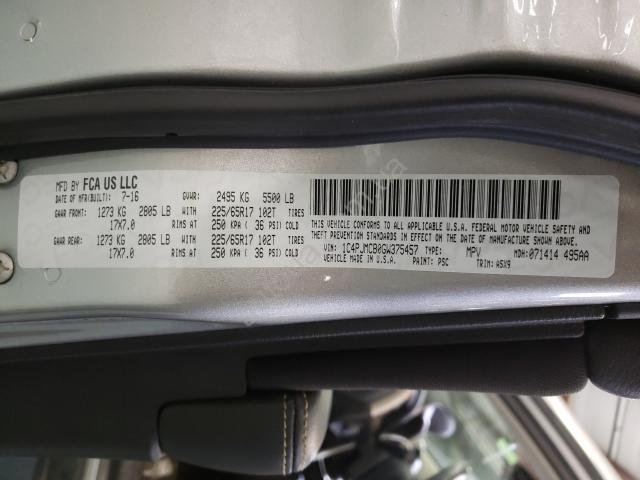 MFD BY FCA US LLC
DATE OF MFR(BUILT): 7-16 GVWR: 2495 KG 5500 LB
GAWR FRONT: 1273 KG 2805 LB WITH 225/65R17 102T TIRES
17X7.0 RIMS AT 250 KPA ( 36 PSI) COLD
GAWR REAR: 1273 KG 2805 LB WITH 225/65R17 102T TIRES
17X7.0 RIMS AT 250 KPA ( 36 PSI) COLD
THIS VEHICLE CONFORMS TO ALL APPLICABLE U.S.A. FEDERAL MOTOR VEHICLE SAFETY, BUMPER AND
THEFT PREVENTION STANDARDS IN EFFECT ON THE DATE OF MANUFACTURE SHOWN ABOVE.
VIN: 1C4PJMCB0GW375457 TYPE: MPV MDH: 071414 495AA
VEHICLE MADE IN U.S.A. PAINT: PSC TRIM: A5X9